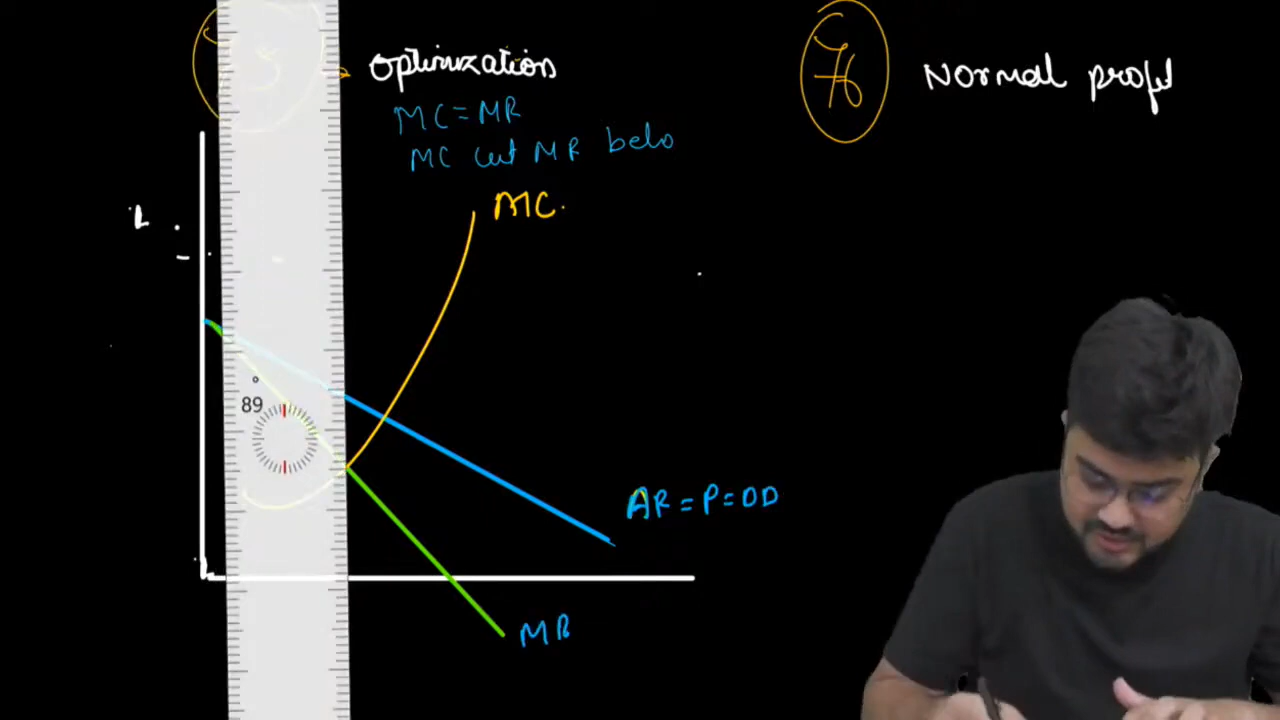 Optimization
MC = MR
MC cut MR belo
MC.
89
AR = P = DD
MR
76
Normal profit